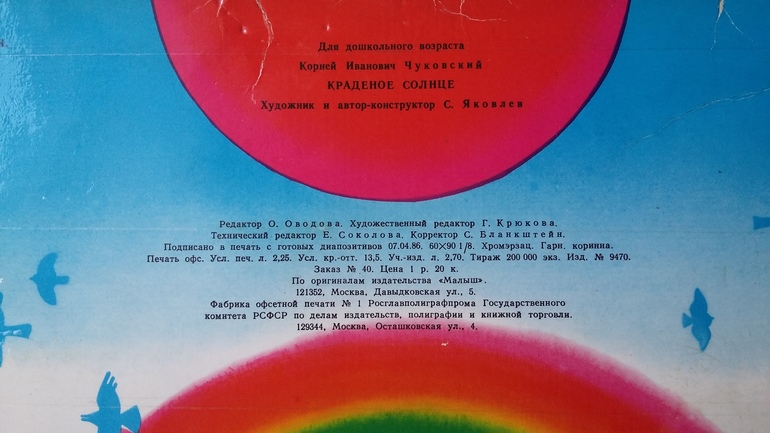 Для дошкольного возраста
Корней Иванович Чуковский
КРАДЕНОЕ СОЛНЦЕ
Художник и автор-конструктор С. Яковлев
Редактор О. Оводова. Художественный редактор Г. Крюкова.
Технический редактор Е. Соколова. Корректор С. Бланкштейн.
Подписано в печать с готовых диапозитивов 07.04.86. 60×90 1/8. Хромэрзац. Гарн. коринна.
Печать офс. Усл. печ. л. 2,25. Усл. кр.-отт. 13,5. Уч.-изд. л. 2,70. Тираж 200 000 экз. Изд. № 9470.
Заказ № 40. Цена 1 р. 20 к.
По оригиналам издательства «Малыш».
121352, Москва, Давыдковская ул., 5.
Фабрика офсетной печати № 1 Росглавполиграфпрома Государственного
комитета РСФСР по делам издательств, полиграфии и книжной торговли.
129344, Москва, Осташковская ул., 4.